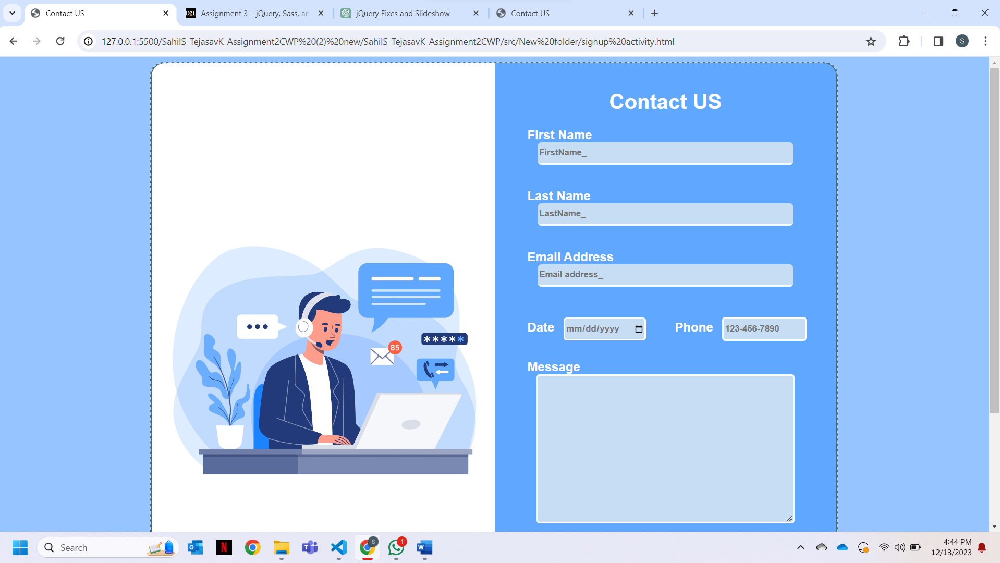 Contact US
Assignment 3 – jQuery, Sass, an
jQuery Fixes and Slideshow
Contact US
127.0.0.1:5500/SahilS_TejasavK_Assignment2CWP%20(2)%20new/SahilS_TejasavK_Assignment2CWP/src/New%20folder/signup%20activity.html
S
D2L
Contact US
First Name
FirstName_
Last Name
LastName_
Email Address
Email address_
Date
mm/dd/yyyy
Phone
123-456-7890
Message
85
*****
Search
N
S
1
W
4:44 PM
12/13/2023